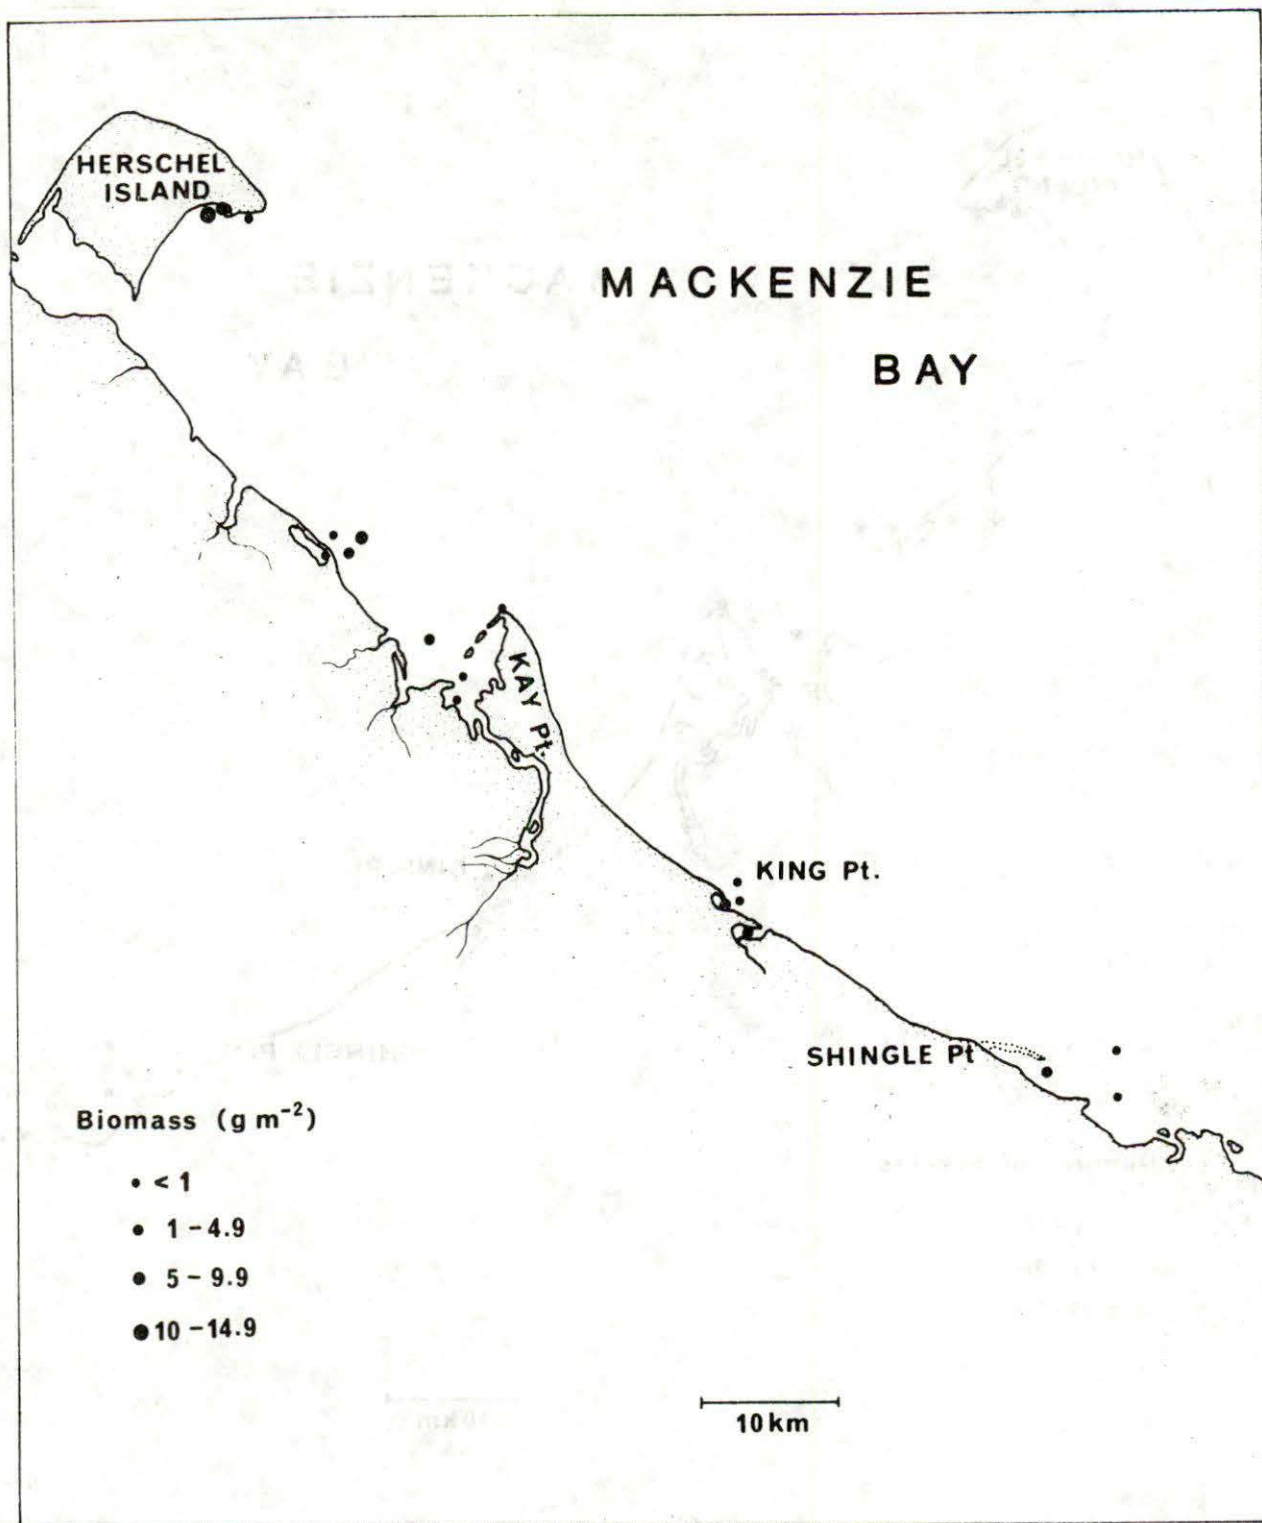 HERSCHEL
ISLAND
MACKENZIE
BAY
KAY Pt.
KING Pt.
SHINGLE Pt
Biomass (g m⁻²)
< 1
1 – 4.9
5 – 9.9
10 – 14.9
10 km